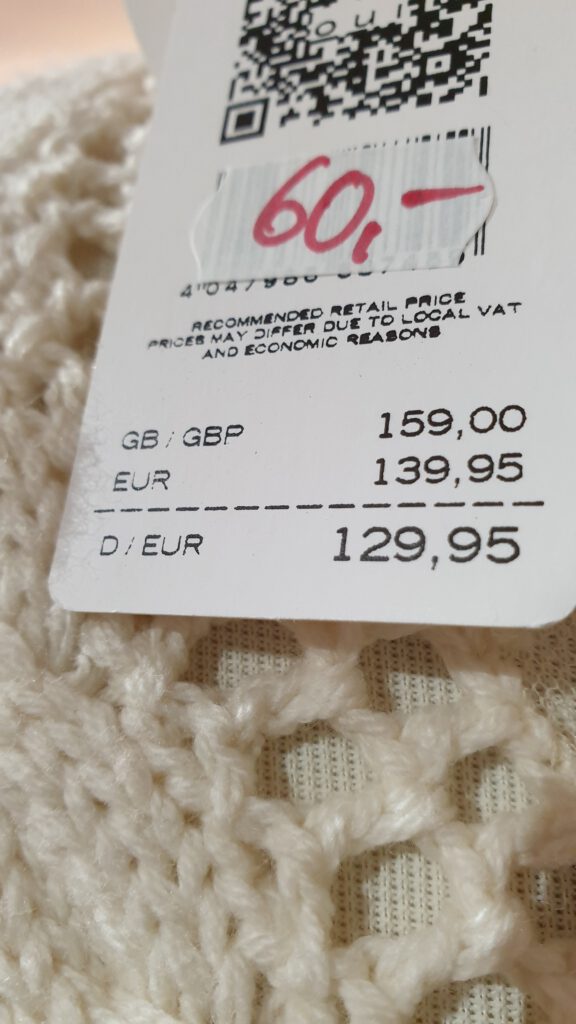 oui
60,-
RECOMMENDED RETAIL PRICE
PRICES MAY DIFFER DUE TO LOCAL VAT
AND ECONOMIC REASONS
GB / GBP 159,00
EUR 139,95
D / EUR 129,95